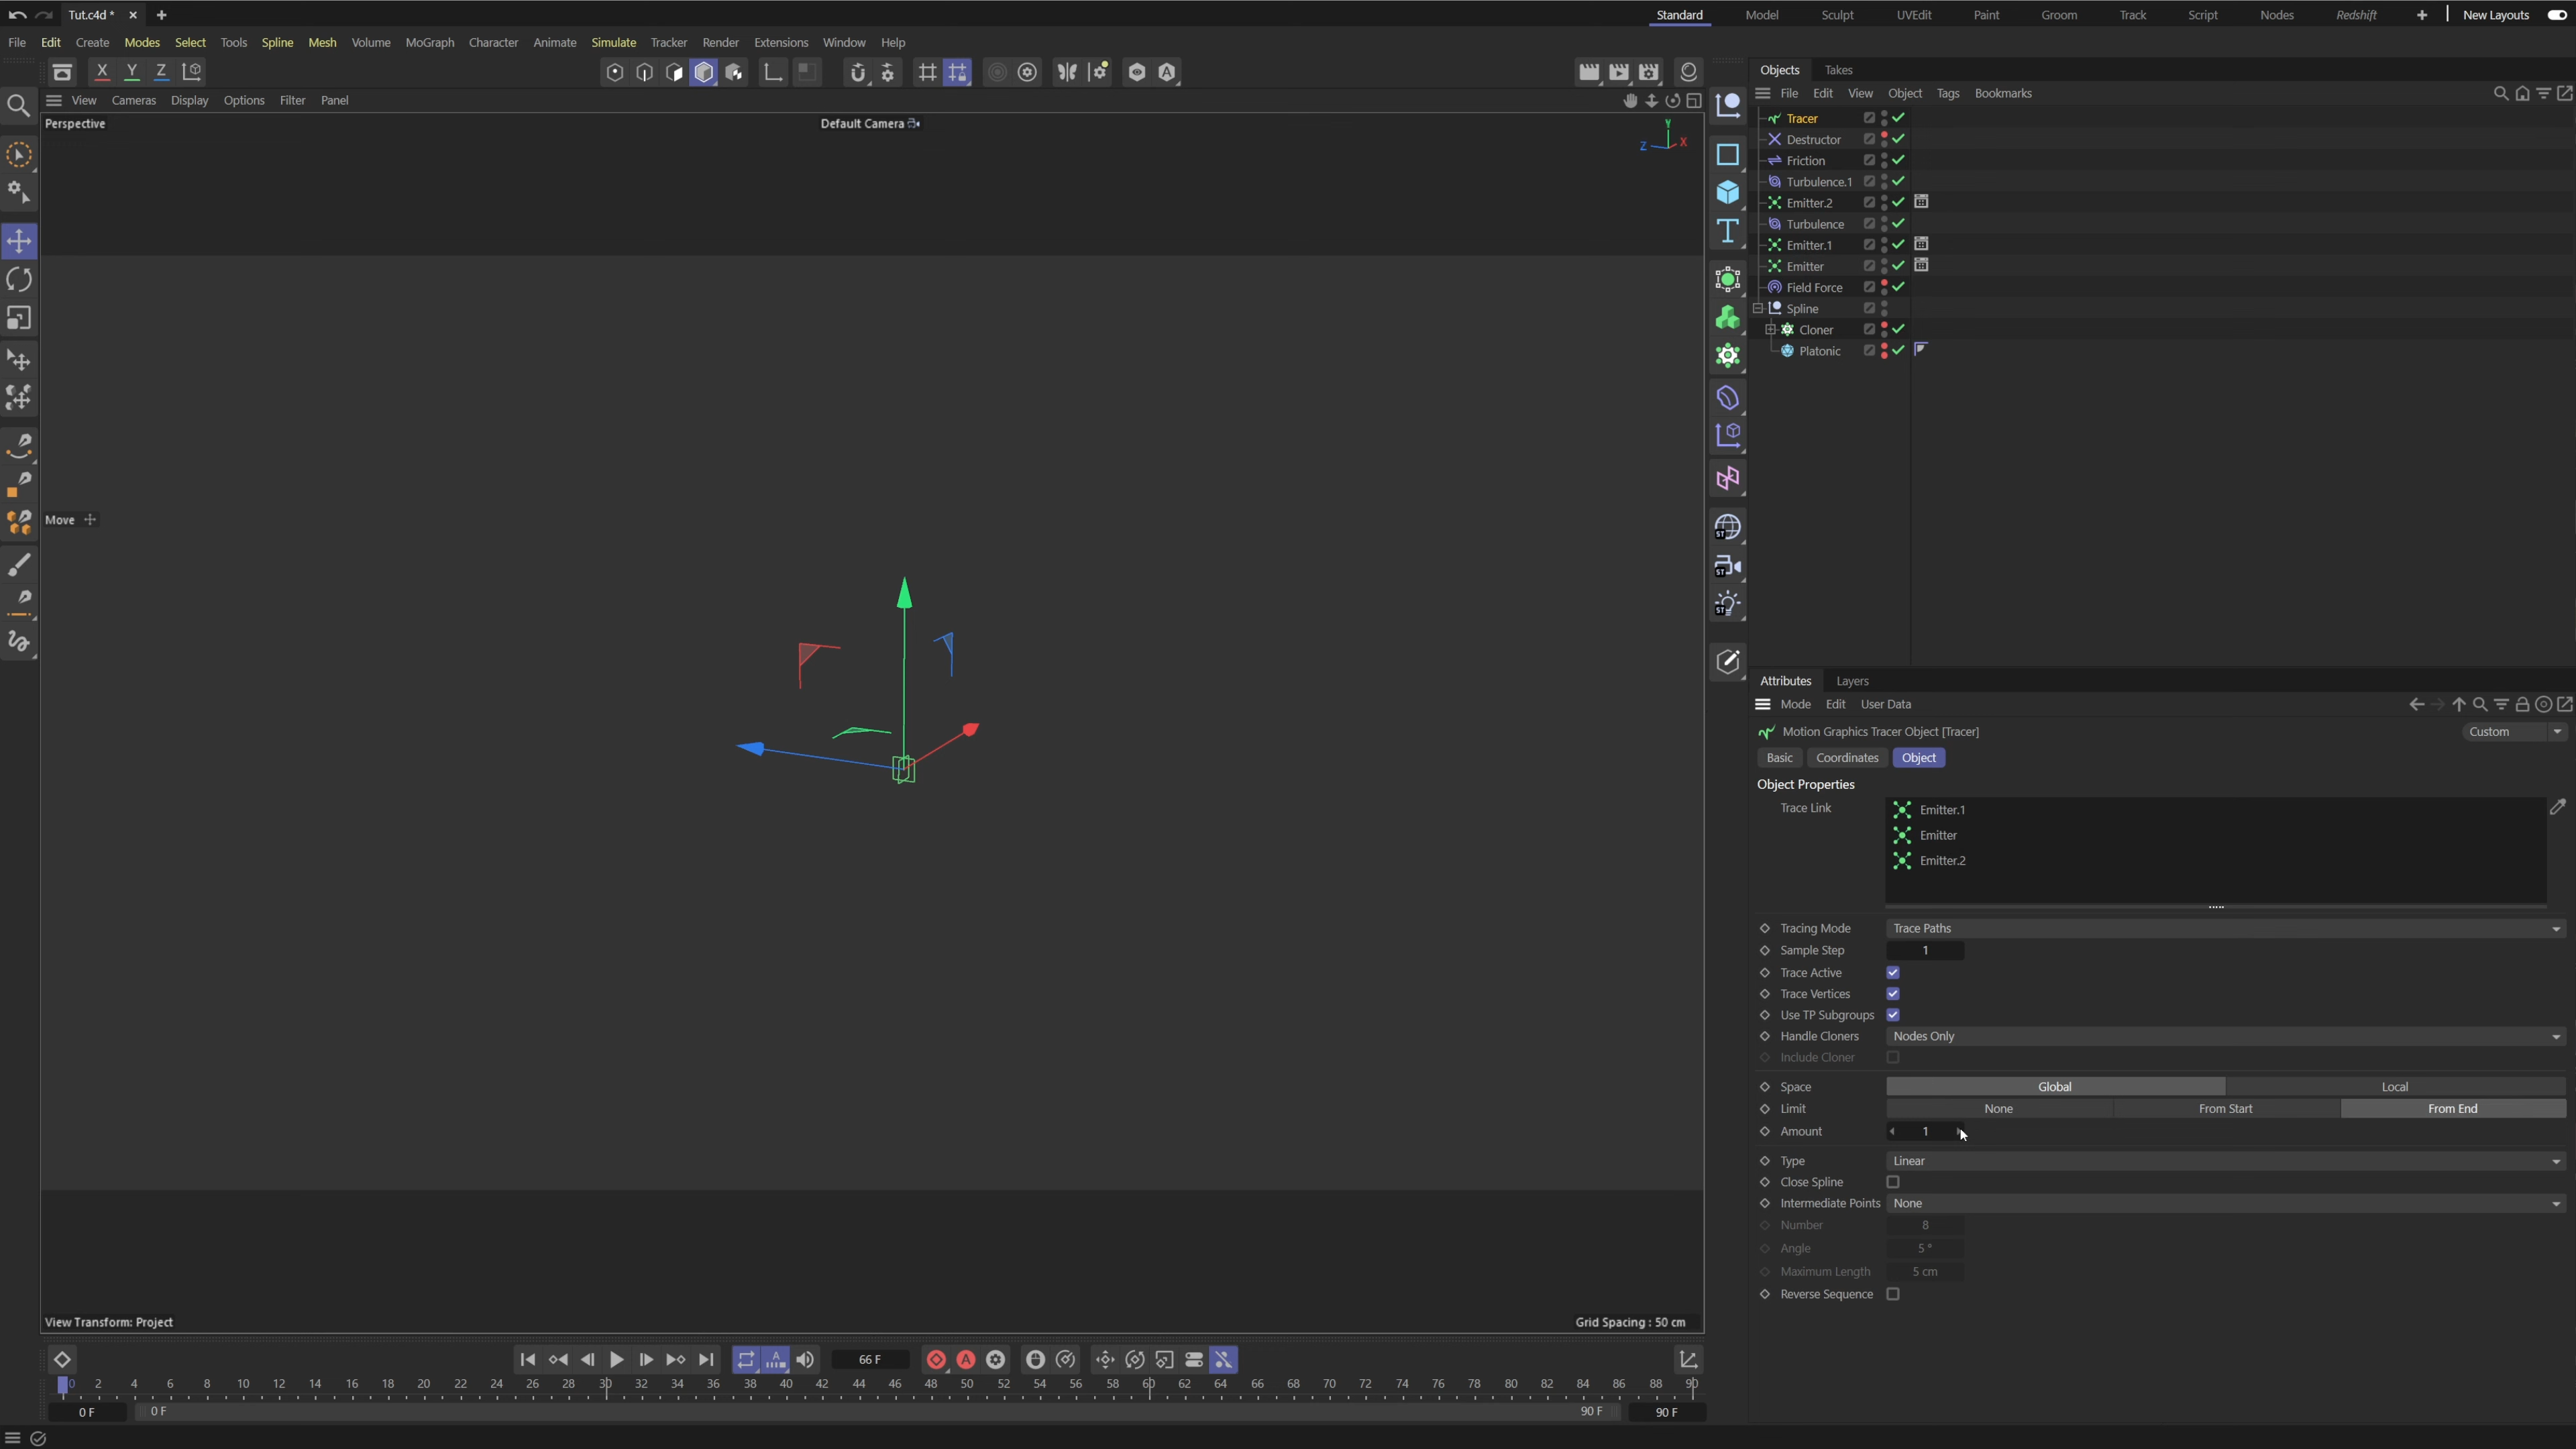 Tut.c4d *
Standard Model Sculpt UVEdit Paint Groom Track Script Nodes Redshift New Layouts
File Edit Create Modes Select Tools Spline Mesh Volume MoGraph Character Animate Simulate Tracker Render Extensions Window Help
X Y Z
View Cameras Display Options Filter Panel
Perspective
Default Camera
Y
Z
X
Move
View Transform: Project
Grid Spacing : 50 cm
Objects Takes
File Edit View Object Tags Bookmarks
Tracer
Destructor
Friction
Turbulence.1
Emitter.2
Turbulence
Emitter.1
Emitter
Field Force
Spline
Cloner
Platonic
ST
ST
ST
Attributes Layers
Mode Edit User Data
Motion Graphics Tracer Object [Tracer]
Custom
Basic Coordinates Object
Object Properties
Trace Link
Emitter.1
Emitter
Emitter.2
Tracing Mode Trace Paths
Sample Step 1
Trace Active
Trace Vertices
Use TP Subgroups
Handle Cloners Nodes Only
Include Cloner
Space Global Local
Limit None From Start From End
Amount 1
Type Linear
Close Spline
Intermediate Points None
Number 8
Angle 5 °
Maximum Length 5 cm
Reverse Sequence
A
66 F
A
0 2 4 6 8 10 12 14 16 18 20 22 24 26 28 30 32 34 36 38 40 42 44 46 48 50 52 54 56 58 60 62 64 66 68 70 72 74 76 78 80 82 84 86 88 90
0 F 0 F 90 F 90 F